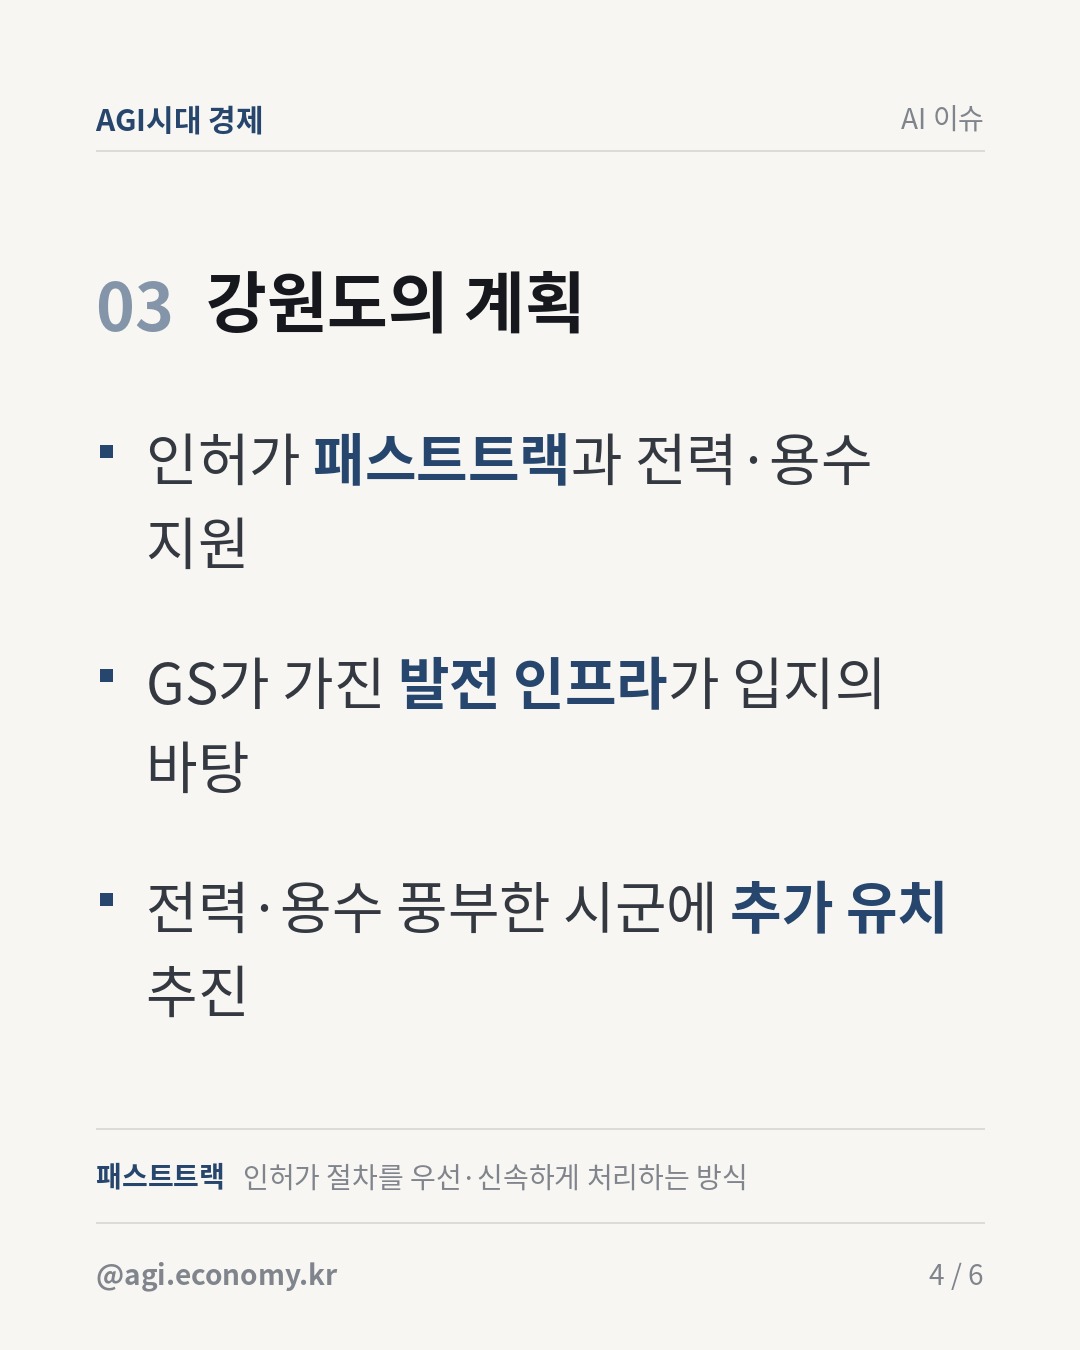 AGI시대 경제
AI 이슈
03 강원도의 계획
▪ 인허가 패스트트랙과 전력·용수
지원
▪ GS가 가진 발전 인프라가 입지의
바탕
▪ 전력·용수 풍부한 시군에 추가 유치
추진
패스트트랙 인허가 절차를 우선·신속하게 처리하는 방식
@agi.economy.kr
4 / 6